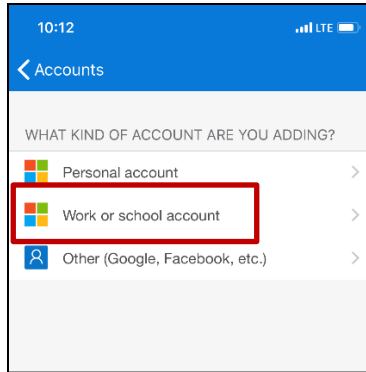 10:12 LTE
Accounts
WHAT KIND OF ACCOUNT ARE YOU ADDING?
Personal account
Work or school account
Other (Google, Facebook, etc.)